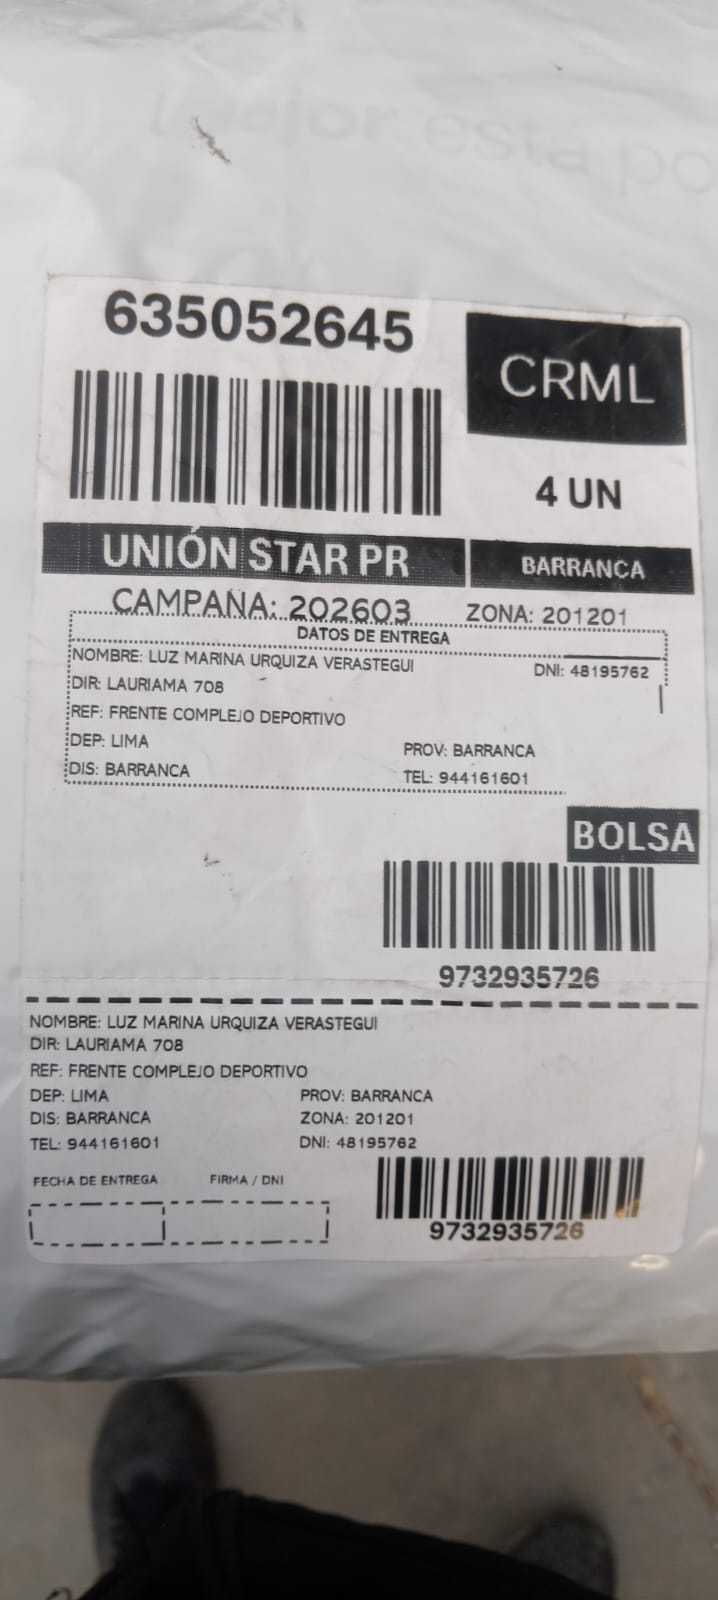 esta po
635052645
CRML
4 UN
UNIÓN STAR PR
BARRANCA
CAMPAÑA: 202603 ZONA: 201201
DATOS DE ENTREGA
NOMBRE: LUZ MARINA URQUIZA VERASTEGUI DNI: 48195762
DIR: LAURIAMA 708
REF: FRENTE COMPLEJO DEPORTIVO
DEP: LIMA PROV: BARRANCA
DIS: BARRANCA TEL: 944161601
BOLSA
9732935726
NOMBRE: LUZ MARINA URQUIZA VERASTEGUI
DIR: LAURIAMA 708
REF: FRENTE COMPLEJO DEPORTIVO
DEP: LIMA PROV: BARRANCA
DIS: BARRANCA ZONA: 201201
TEL: 944161601 DNI: 48195762
FECHA DE ENTREGA FIRMA / DNI
9732935726